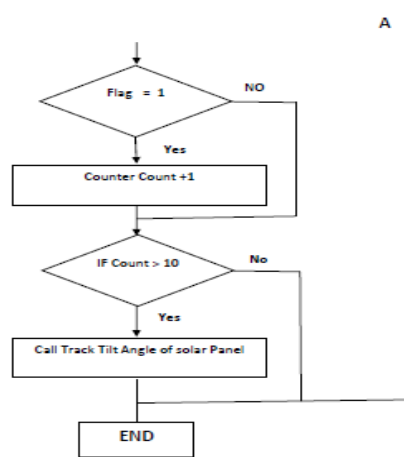 A
Flag = 1
NO
Yes
Counter Count +1
IF Count > 10
No
Yes
Call Track Tilt Angle of solar Panel
END